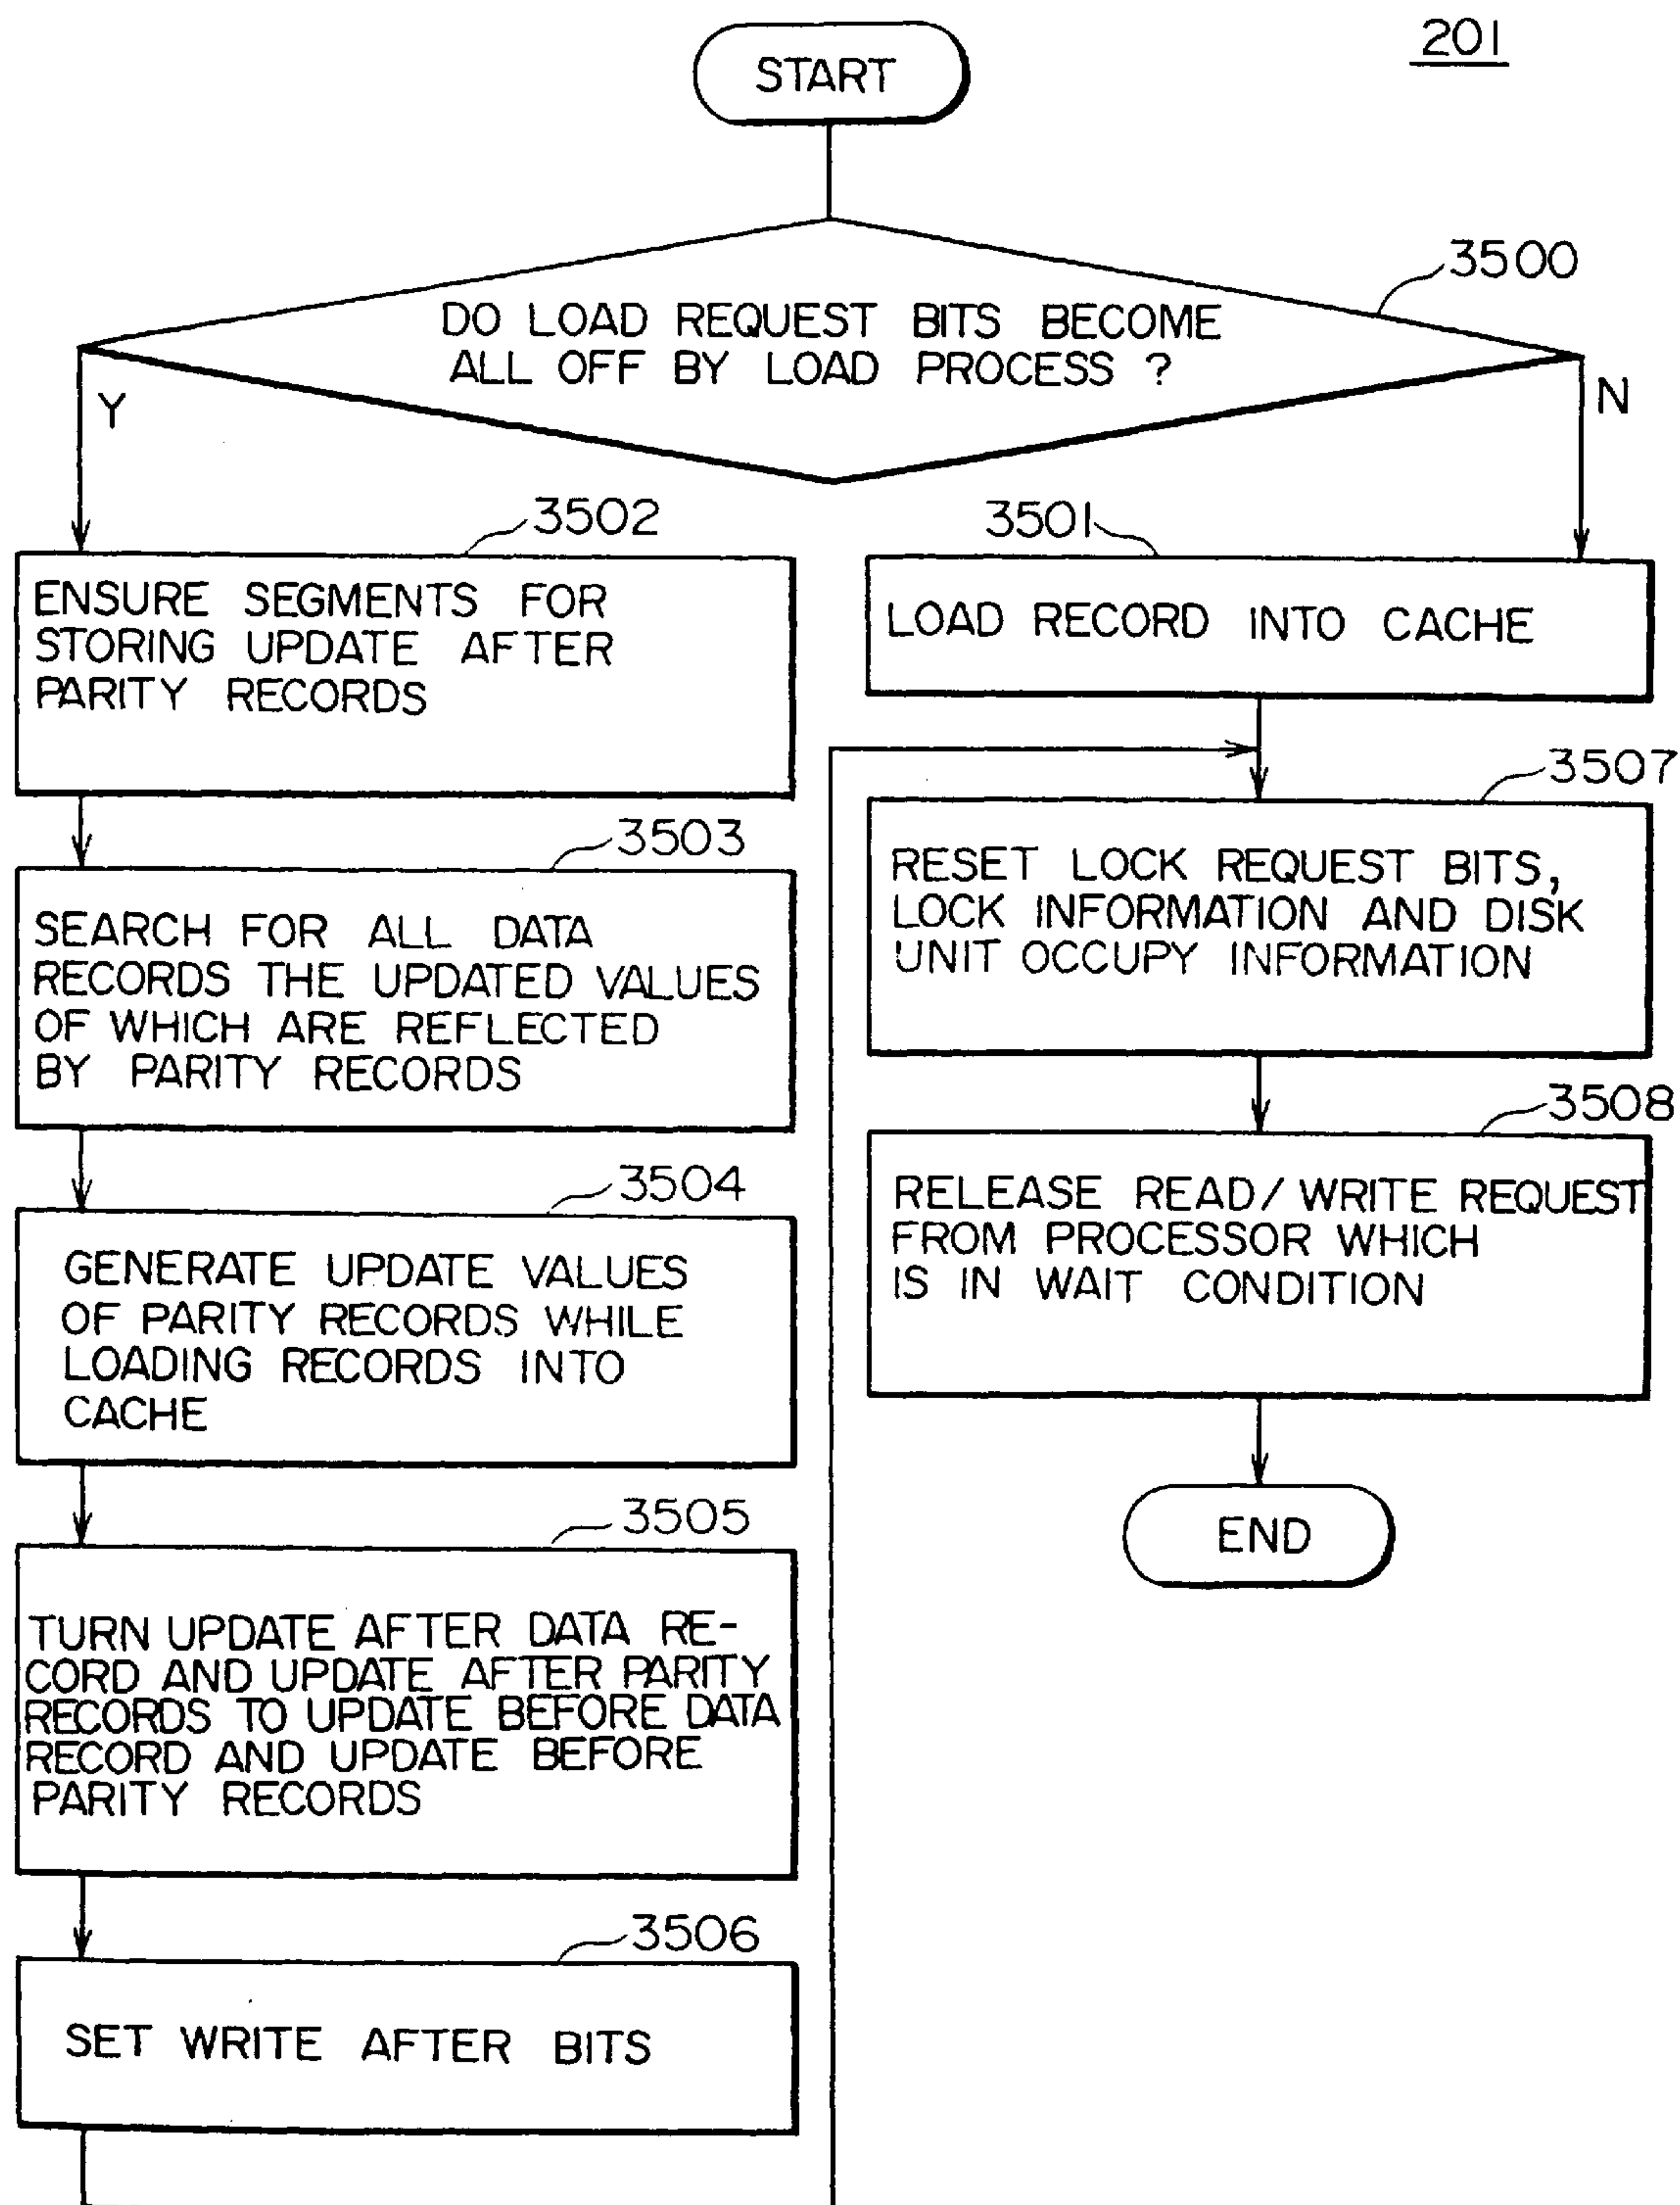 201
START
3500
DO LOAD REQUEST BITS BECOME
ALL OFF BY LOAD PROCESS ?
Y
N
3502
ENSURE SEGMENTS FOR
STORING UPDATE AFTER
PARITY RECORDS
3503
SEARCH FOR ALL DATA
RECORDS THE UPDATED VALUES
OF WHICH ARE REFLECTED
BY PARITY RECORDS
3504
GENERATE UPDATE VALUES
OF PARITY RECORDS WHILE
LOADING RECORDS INTO
CACHE
3505
TURN UPDATE AFTER DATA RE-
CORD AND UPDATE AFTER PARITY
RECORDS TO UPDATE BEFORE DATA
RECORD AND UPDATE BEFORE
PARITY RECORDS
3506
SET WRITE AFTER BITS
3501
LOAD RECORD INTO CACHE
3507
RESET LOCK REQUEST BITS,
LOCK INFORMATION AND DISK
UNIT OCCUPY INFORMATION
3508
RELEASE READ/WRITE REQUEST
FROM PROCESSOR WHICH
IS IN WAIT CONDITION
END